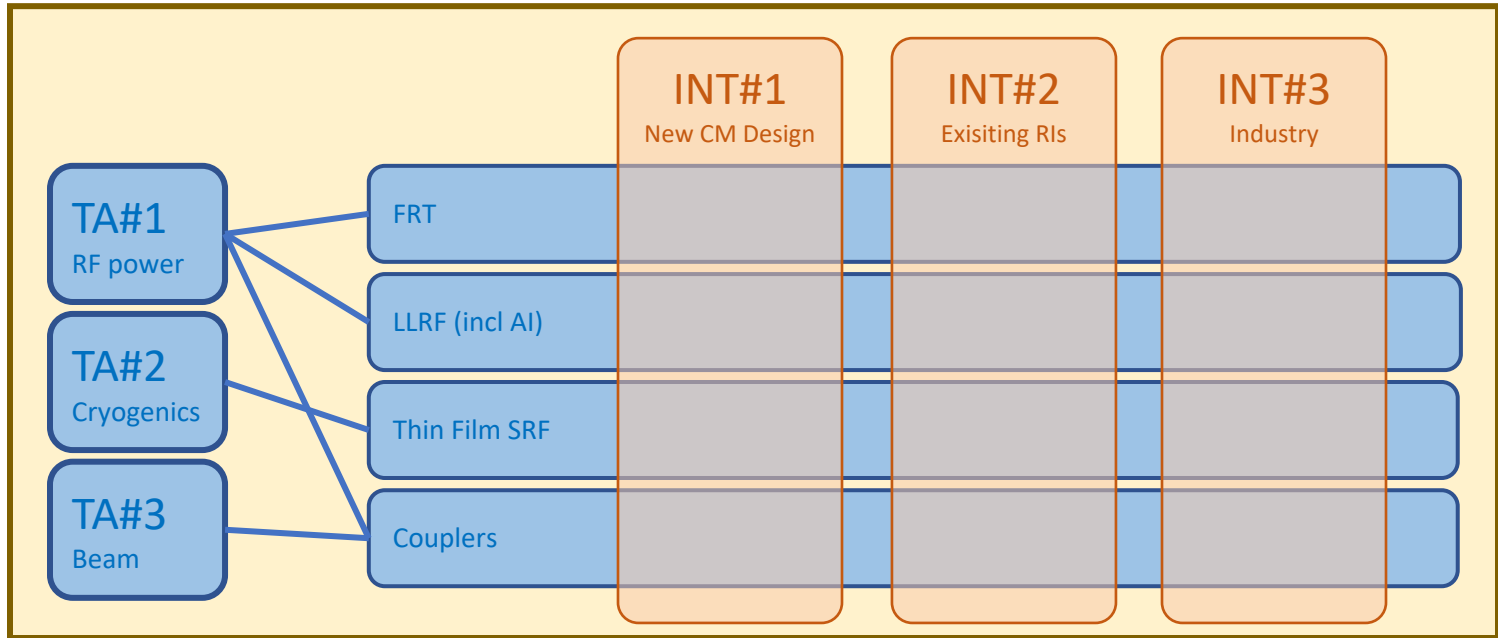 INT#1
New CM Design
INT#2
Exisiting RIs
INT#3
Industry
TA#1
RF power
TA#2
Cryogenics
TA#3
Beam
FRT
LLRF (incl AI)
Thin Film SRF
Couplers